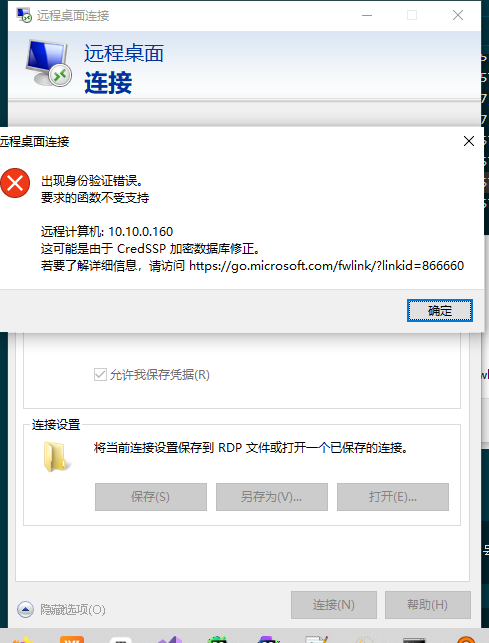 远程桌面连接
远程桌面
连接
远程桌面连接
出现身份验证错误。
要求的函数不受支持
远程计算机: 10.10.0.160
这可能是由于 CredSSP 加密数据库修正。
若要了解详细信息，请访问 https://go.microsoft.com/fwlink/?linkid=866660
确定
允许我保存凭据(R)
连接设置
将当前连接设置保存到 RDP 文件或打开一个已保存的连接。
保存(S)
另存为(V)...
打开(E)...
隐藏选项(O)
连接(N)
帮助(H)